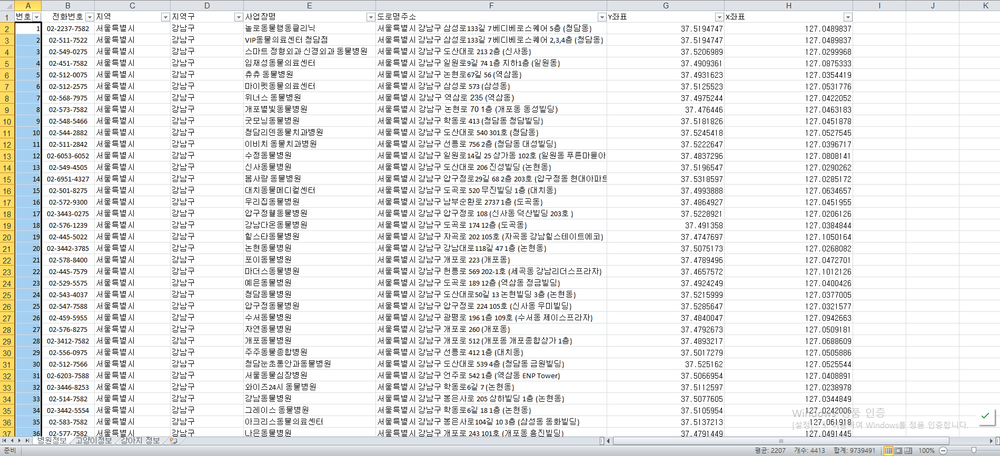 A B C D E F G H I J K
1 번호 전화번호 지역 지역구 사업장명 도로명주소 Y좌표 X좌표
2 1 02-2237-7582 서울특별시 강남구 놀로동물행동클리닉 서울특별시 강남구 삼성로133길 7 베디베로스퀘어 5층 (청담동) 37.5194747 127.0489837
3 2 02-511-7522 서울특별시 강남구 VIP동물의료센터 청담점 서울특별시 강남구 삼성로133길 7 베디베로스퀘어 2,3,4층 (청담동) 37.5194747 127.0489837
4 3 02-549-0275 서울특별시 강남구 스마트 정형외과 신경외과 동물병원 서울특별시 강남구 도산대로 213 2층 (신사동) 37.5206989 127.0299968
5 4 02-451-7582 서울특별시 강남구 임재성동물의료센터 서울특별시 강남구 일원로9길 74 1층 지하1층 (일원동) 37.4909361 127.0875333
6 5 02-512-0075 서울특별시 강남구 츄츄 동물병원 서울특별시 강남구 논현로67길 56 (역삼동) 37.4931623 127.0354419
7 6 02-512-2575 서울특별시 강남구 마이펫동물의료센터 서울특별시 강남구 삼성로 573 (삼성동) 37.5125523 127.0531776
8 7 02-568-7975 서울특별시 강남구 위너스 동물병원 서울특별시 강남구 역삼로 235 (역삼동) 37.4975244 127.0422052
9 8 02-573-7582 서울특별시 강남구 개포별빛동물병원 서울특별시 강남구 논현로 70 1층 (개포동 동성빌딩) 37.476446 127.0463183
10 9 02-548-5466 서울특별시 강남구 굿모닝동물병원 서울특별시 강남구 학동로 413 (청담동 청담빌딩) 37.5181826 127.0451878
11 10 02-544-2882 서울특별시 강남구 청담리덴동물치과병원 서울특별시 강남구 도산대로 540 301호 (청담동) 37.5245418 127.0527545
12 11 02-511-2842 서울특별시 강남구 이비치 동물치과병원 서울특별시 강남구 선릉로 756 2층 (청담동 대성빌딩) 37.5222647 127.0396717
13 12 02-6053-6052 서울특별시 강남구 수정동물병원 서울특별시 강남구 일원로14길 25 상가동 102호 (일원동 푸른마을아 37.4837296 127.0808141
14 13 02-549-4505 서울특별시 강남구 신사동물병원 서울특별시 강남구 도산대로 206 진성빌딩 (논현동) 37.5196547 127.0290262
15 14 02-6951-4327 서울특별시 강남구 봄사랑 동물병원 서울특별시 강남구 압구정로29길 68 2층 203호 (압구정동 현대아파트 37.5318597 127.0285172
16 15 02-501-8275 서울특별시 강남구 대치동물메디컬센터 서울특별시 강남구 도곡로 520 무진빌딩 1층 (대치동) 37.4993888 127.0634657
17 16 02-572-9300 서울특별시 강남구 우리집동물병원 서울특별시 강남구 남부순환로 2737 1층 (도곡동) 37.4864927 127.0451955
18 17 02-3443-0275 서울특별시 강남구 압구정웰동물병원 서울특별시 강남구 압구정로 108 (신사동 덕산빌딩 203호 ) 37.5228921 127.0206126
19 18 02-576-1239 서울특별시 강남구 강남다온동물병원 서울특별시 강남구 도곡로 174 12층 (도곡동) 37.491358 127.0384844
20 19 02-445-5022 서울특별시 강남구 힐스타동물병원 서울특별시 강남구 자곡로 202 105호 (자곡동 강남힐스테이트에코) 37.4747697 127.1050164
21 20 02-3442-3785 서울특별시 강남구 논현동물병원 서울특별시 강남구 강남대로118길 47 1층 (논현동) 37.5075173 127.0268082
22 21 02-578-8400 서울특별시 강남구 포이동물병원 서울특별시 강남구 개포로 223 (개포동) 37.4789496 127.0472701
23 22 02-445-7579 서울특별시 강남구 마더스동물병원 서울특별시 강남구 헌릉로 569 202-1호 (세곡동 강남리더스프라자) 37.4657572 127.1012126
24 23 02-529-5575 서울특별시 강남구 예은동물병원 서울특별시 강남구 도곡로 189 12층 (역삼동 정금빌딩) 37.4924249 127.0400426
25 24 02-543-4037 서울특별시 강남구 청담동물병원 서울특별시 강남구 도산대로50길 13 논현빌딩 3층 (논현동) 37.5215999 127.0377005
26 25 02-547-7588 서울특별시 강남구 압구정동물병원 서울특별시 강남구 압구정로 224 105호 (신사동 우미빌딩) 37.5285647 127.0321577
27 26 02-459-5955 서울특별시 강남구 수서동물병원 서울특별시 강남구 광평로 196 1층 109호 (수서동 제이스프라자) 37.4840047 127.0942663
28 27 02-576-8275 서울특별시 강남구 자연동물병원 서울특별시 강남구 개포로 260 (개포동) 37.4792673 127.0509181
29 28 02-3412-7582 서울특별시 강남구 개포동물병원 서울특별시 강남구 개포로 512 (개포동 개포종합상가 1층) 37.4893217 127.0688609
30 29 02-556-0975 서울특별시 강남구 주주동물종합병원 서울특별시 강남구 선릉로 412 1층 (대치동) 37.5017279 127.0505886
31 30 02-512-7566 서울특별시 강남구 청담눈초롱안과동물병원 서울특별시 강남구 도산대로 539 4층 (청담동 금원빌딩) 37.525162 127.0525544
32 31 02-6203-7588 서울특별시 강남구 서울동물심장병원 서울특별시 강남구 언주로 542 1층 (역삼동 ENP Tower) 37.5066954 127.0408891
33 32 02-3446-8253 서울특별시 강남구 와이즈24시 동물병원 서울특별시 강남구 학동로6길 7 (논현동) 37.5112597 127.0238978
34 33 02-514-7582 서울특별시 강남구 강남동물병원 서울특별시 강남구 봉은사로 205 상하빌딩 1층 (논현동) 37.5077605 127.0344849
35 34 02-3442-5554 서울특별시 강남구 그레이스 동물병원 서울특별시 강남구 학동로6길 18 1층 (논현동) 37.5105954 127.0242006
Windows 정품 인증
36 35 02-583-7582 서울특별시 강남구 아크리스동물의료센터 서울특별시 강남구 봉은사로104길 10 3층 (삼성동 동화빌딩) 37.5137213 127.061918
[설정]으로 이동하여 Windows를 정품 인증합니다.
37 36 02-577-7582 서울특별시 강남구 나은동물병원 서울특별시 강남구 개포로 243 101호 (개포동 흥진빌딩) 37.4791449 127.0491445
병원정보 고양이정보 강아지 정보
준비 평균: 2207 개수: 4413 합계: 9739491 100%